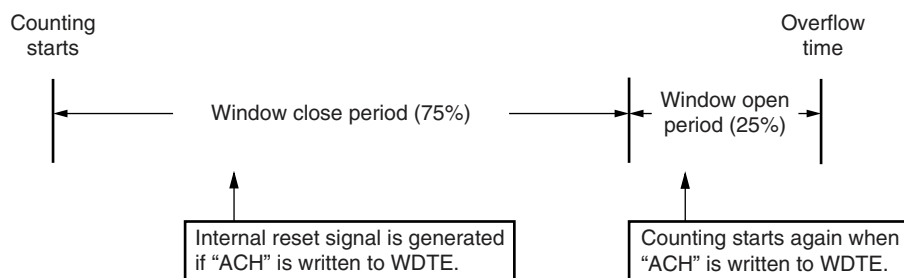 Counting
starts
Overflow
time
Window close period (75%)
Window open
period (25%)
Internal reset signal is generated
if “ACH” is written to WDTE.
Counting starts again when
“ACH” is written to WDTE.